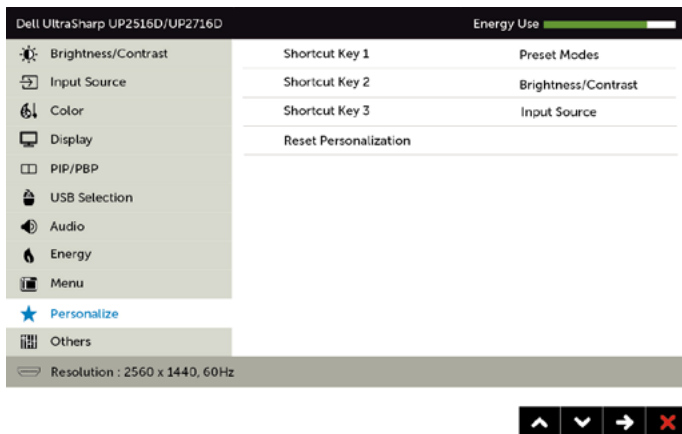 Dell UltraSharp UP2516D/UP2716D Energy Use
Brightness/Contrast Shortcut Key 1 Preset Modes
Input Source Shortcut Key 2 Brightness/Contrast
Color Shortcut Key 3 Input Source
Display Reset Personalization
PIP/PBP
USB Selection
Audio
Energy
Menu
Personalize
Others
Resolution : 2560 x 1440, 60Hz